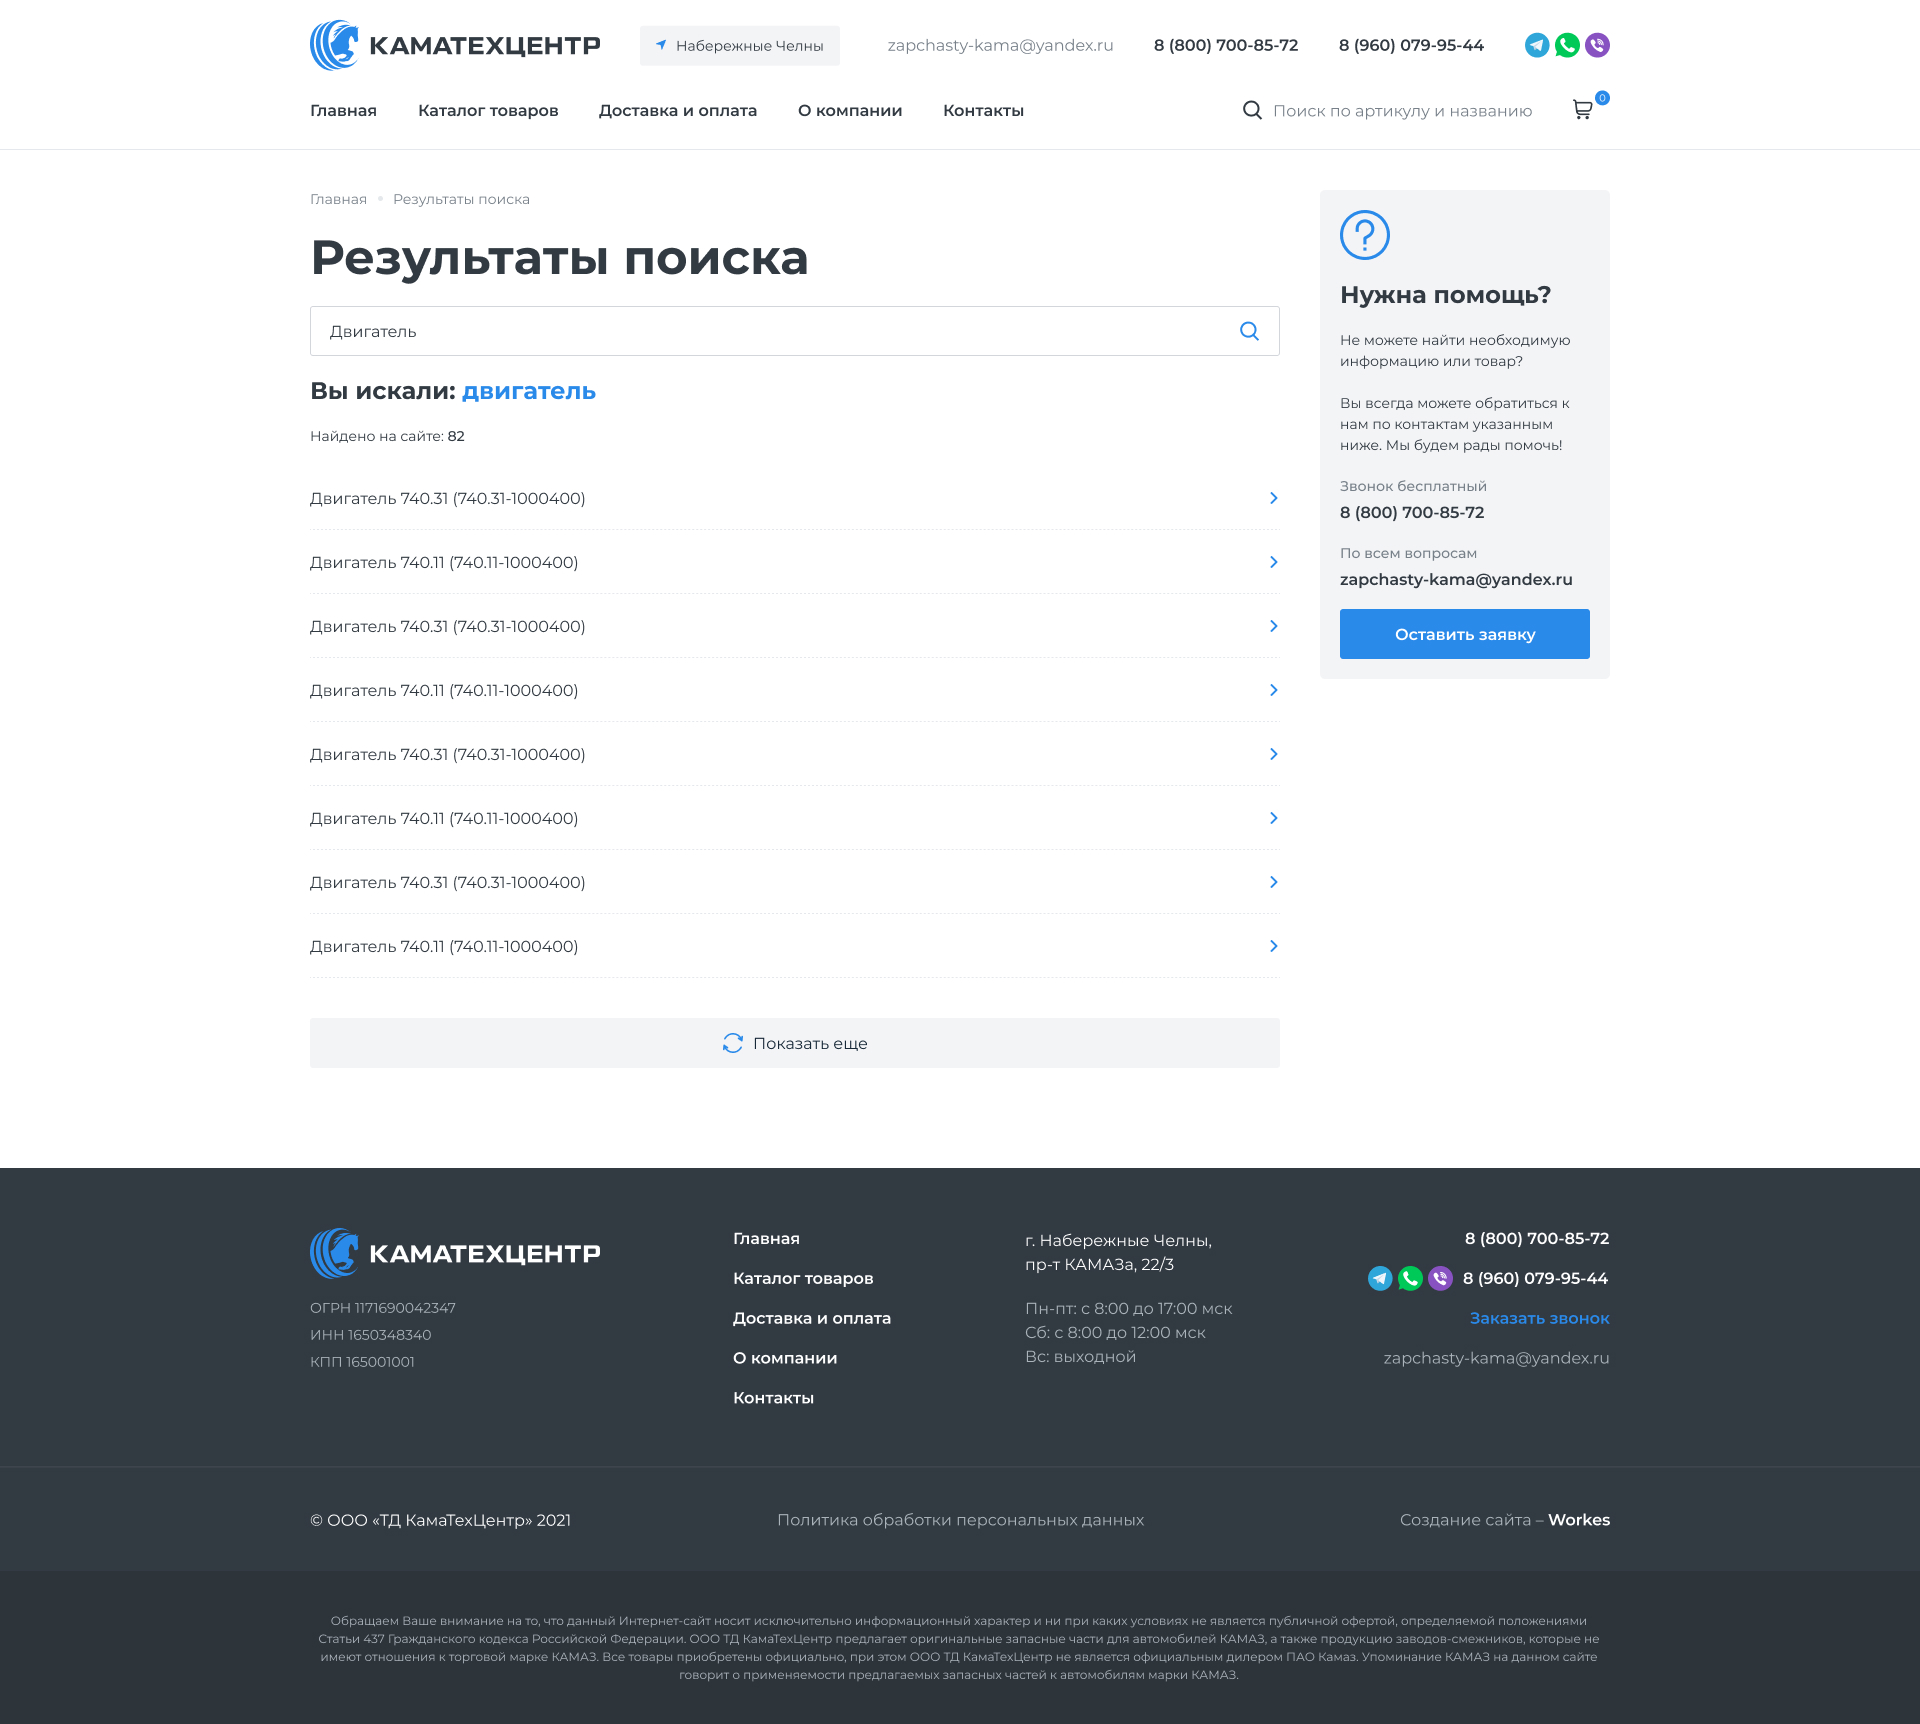 КАМАТЕХЦЕНТР
Набережные Челны
zapchasty-kama@yandex.ru
8 (800) 700-85-72
8 (960) 079-95-44
Главная
Каталог товаров
Доставка и оплата
О компании
Контакты
Поиск по артикулу и названию
0
Главная
Результаты поиска
Результаты поиска
Двигатель
Вы искали: двигатель
Найдено на сайте: 82
Двигатель 740.31 (740.31-1000400)
Двигатель 740.11 (740.11-1000400)
Двигатель 740.31 (740.31-1000400)
Двигатель 740.11 (740.11-1000400)
Двигатель 740.31 (740.31-1000400)
Двигатель 740.11 (740.11-1000400)
Двигатель 740.31 (740.31-1000400)
Двигатель 740.11 (740.11-1000400)
Показать еще
Нужна помощь?
Не можете найти необходимую
информацию или товар?
Вы всегда можете обратиться к
нам по контактам указанным
ниже. Мы будем рады помочь!
Звонок бесплатный
8 (800) 700-85-72
По всем вопросам
zapchasty-kama@yandex.ru
Оставить заявку
КАМАТЕХЦЕНТР
ОГРН 1171690042347
ИНН 1650348340
КПП 165001001
Главная
Каталог товаров
Доставка и оплата
О компании
Контакты
г. Набережные Челны,
пр-т КАМАЗа, 22/3
Пн-пт: с 8:00 до 17:00 мск
Сб: с 8:00 до 12:00 мск
Вс: выходной
8 (800) 700-85-72
8 (960) 079-95-44
Заказать звонок
zapchasty-kama@yandex.ru
© ООО «ТД КамаТехЦентр» 2021
Политика обработки персональных данных
Создание сайта – Workes
Обращаем Ваше внимание на то, что данный Интернет-сайт носит исключительно информационный характер и ни при каких условиях не является публичной офертой, определяемой положениями
Статьи 437 Гражданского кодекса Российской Федерации. ООО ТД КамаТехЦентр предлагает оригинальные запасные части для автомобилей КАМАЗ, а также продукцию заводов-смежников, которые не
имеют отношения к торговой марке КАМАЗ. Все товары приобретены официально, при этом ООО ТД КамаТехЦентр не является официальным дилером ПАО Камаз. Упоминание КАМАЗ на данном сайте
говорит о применяемости предлагаемых запасных частей к автомобилям марки КАМАЗ.